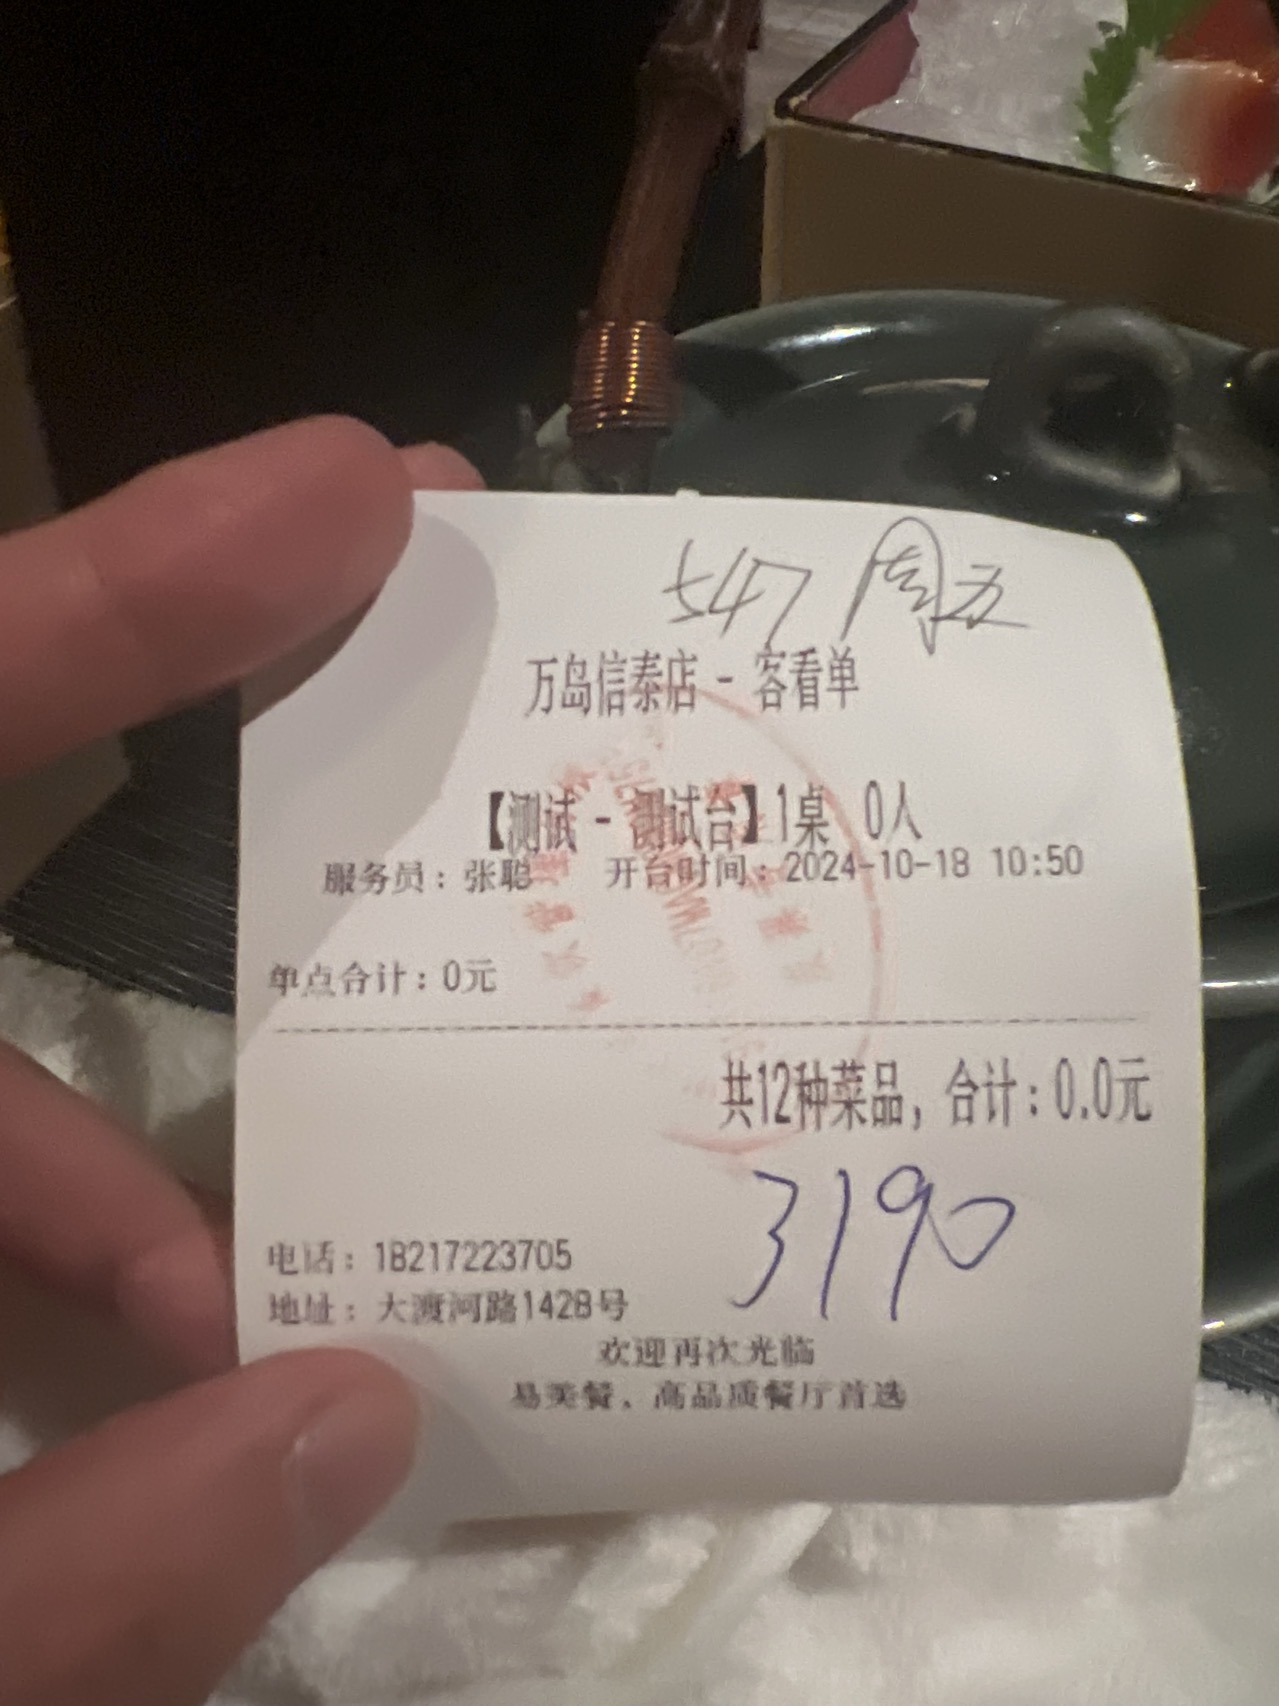 547 周五
万岛信泰店 - 客看单
【测试 - 测试台】1桌 0人
服务员：张聪 开台时间：2024-10-18 10:50
单点合计：0元
共12种菜品，合计：0.0元
3190
电话：18217223705
地址：大渡河路1428号
欢迎再次光临
易美餐、高品质餐厅首选